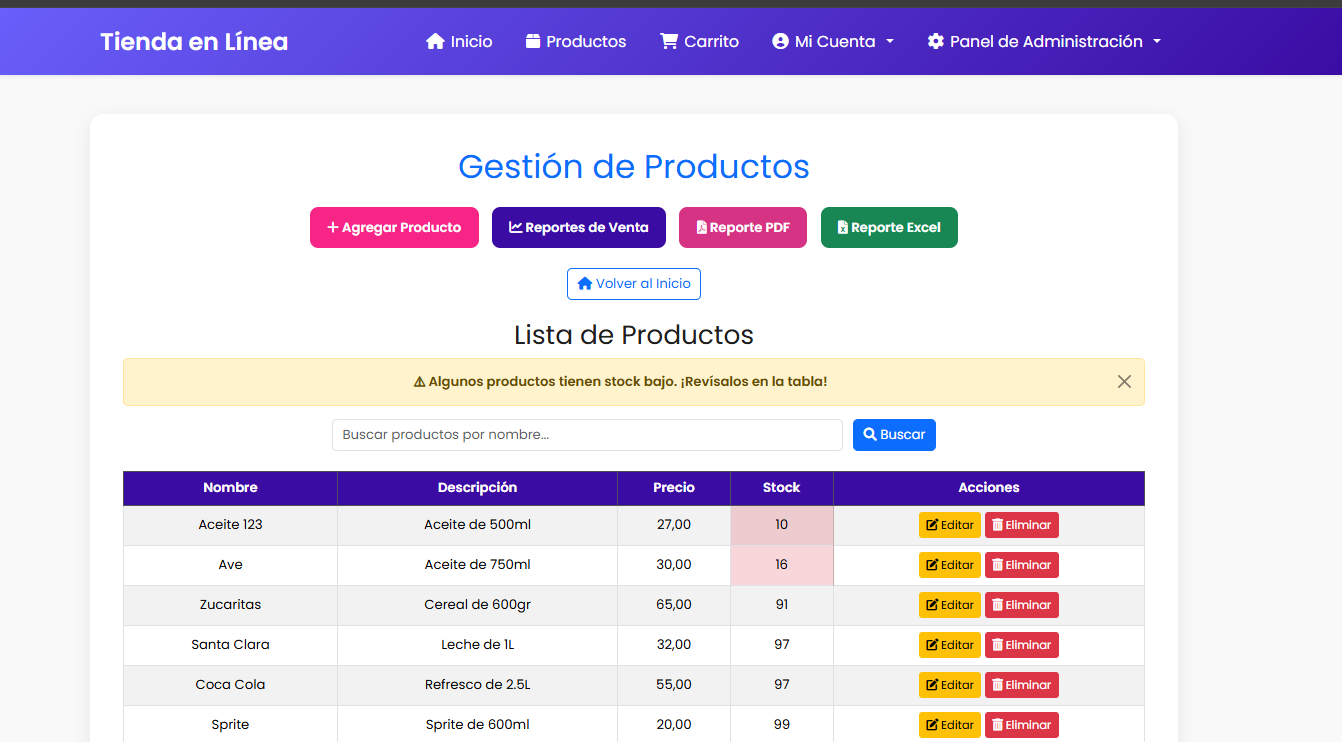 Tienda en Línea Inicio Productos Carrito Mi Cuenta Panel de Administración
Gestión de Productos
+ Agregar Producto Reportes de Venta Reporte PDF Reporte Excel
Volver al Inicio
Lista de Productos
⚠ Algunos productos tienen stock bajo. ¡Revísalos en la tabla!
Buscar productos por nombre... Buscar
Nombre Descripción Precio Stock Acciones
Aceite 123 Aceite de 500ml 27,00 10 Editar Eliminar
Ave Aceite de 750ml 30,00 16 Editar Eliminar
Zucaritas Cereal de 600gr 65,00 91 Editar Eliminar
Santa Clara Leche de 1L 32,00 97 Editar Eliminar
Coca Cola Refresco de 2.5L 55,00 97 Editar Eliminar
Sprite Sprite de 600ml 20,00 99 Editar Eliminar